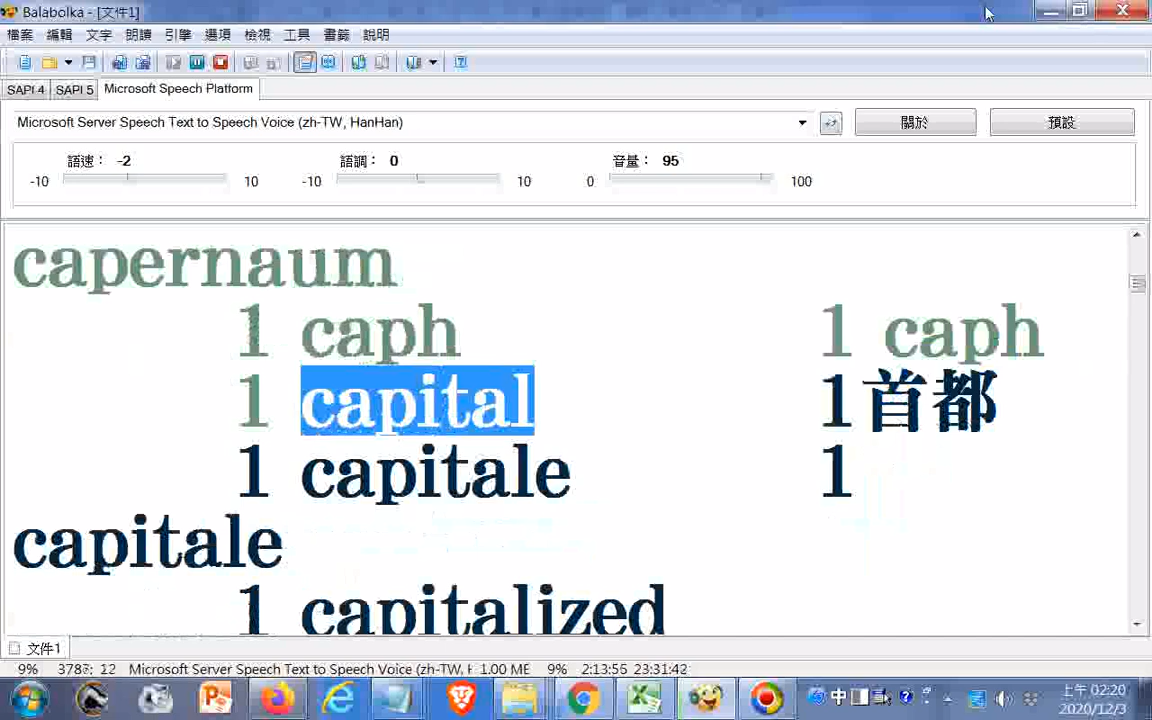 Balabolka - [文件1]
檔案 編輯 文字 朗讀 引擎 選項 檢視 工具 書籤 說明
SAPI 4 SAPI 5 Microsoft Speech Platform
Microsoft Server Speech Text to Speech Voice (zh-TW, HanHan) 關於 預設
語速： -2 語調： 0 音量： 95
-10 10 -10 10 0 100
capernaum
1 caph 1 caph
1 capital 1首都
1 capitale 1
capitale
1 capitalized
文件1
9% 3787: 12 Microsoft Server Speech Text to Speech Voice (zh-TW, H 1.00 ME 9% 2:13:55 23:31:42
中 上午 02:20
2020/12/3